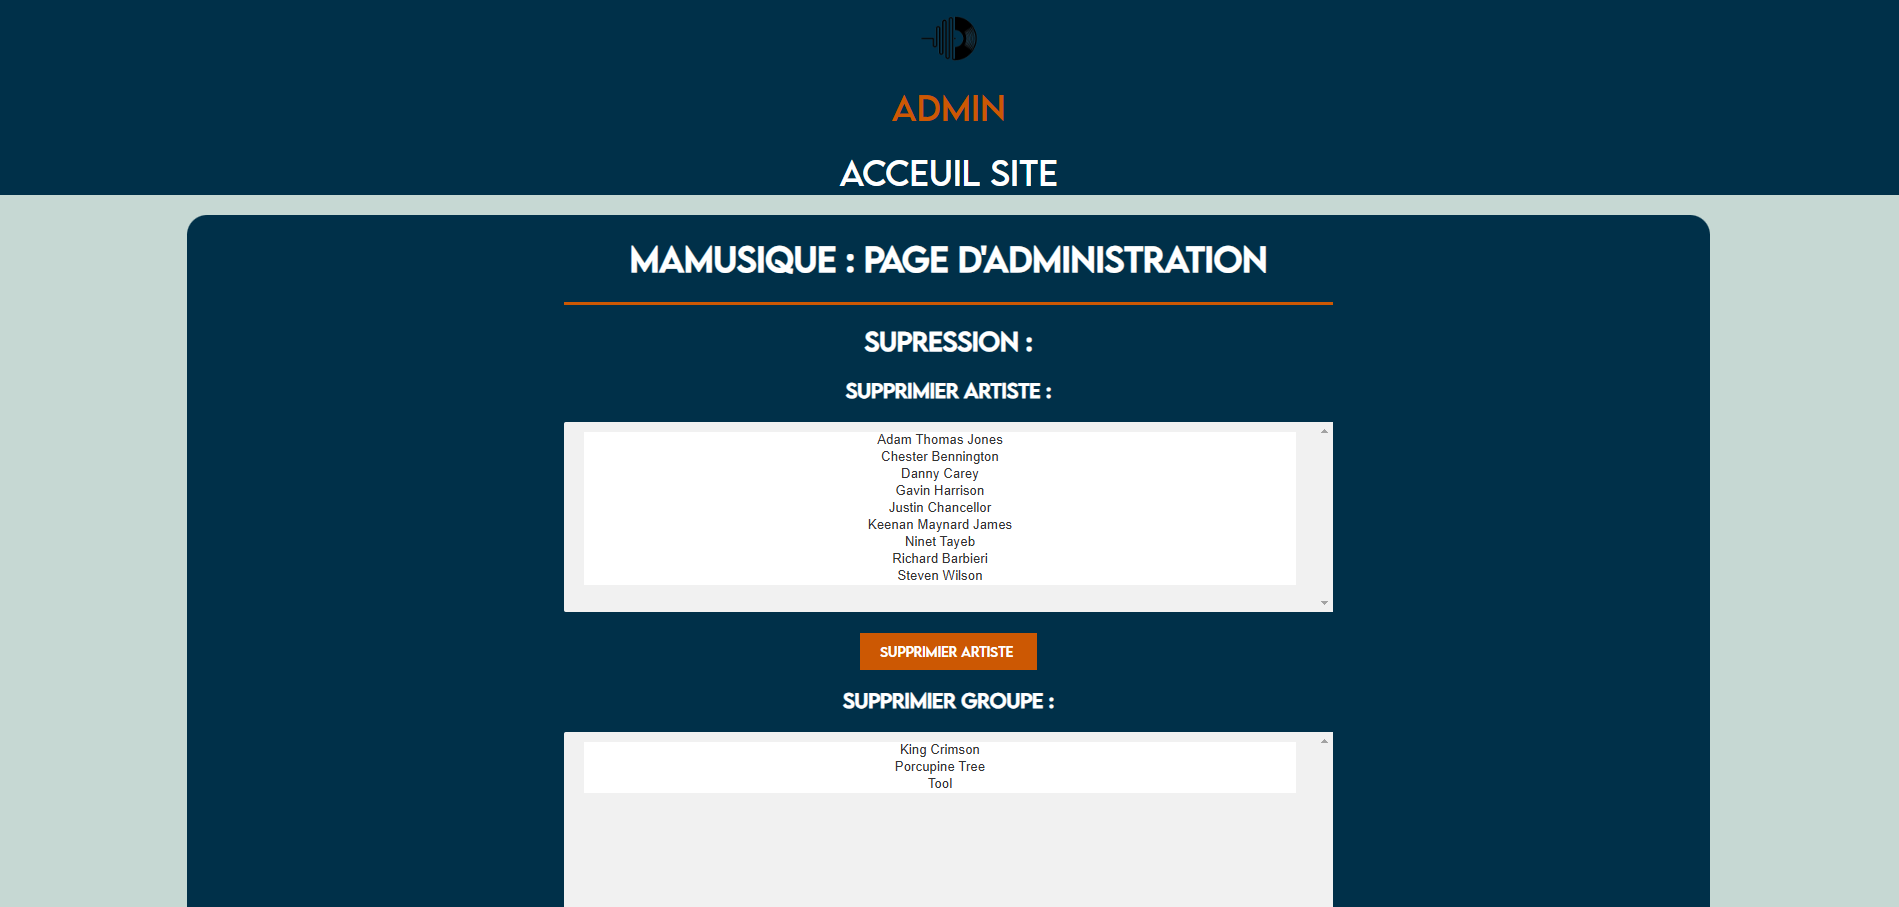 ADMIN
ACCEUIL SITE
MAMUSIQUE : PAGE D'ADMINISTRATION
SUPRESSION :
SUPPRIMIER ARTISTE :
Adam Thomas Jones
Chester Bennington
Danny Carey
Gavin Harrison
Justin Chancellor
Keenan Maynard James
Ninet Tayeb
Richard Barbieri
Steven Wilson
SUPPRIMIER ARTISTE
SUPPRIMIER GROUPE :
King Crimson
Porcupine Tree
Tool